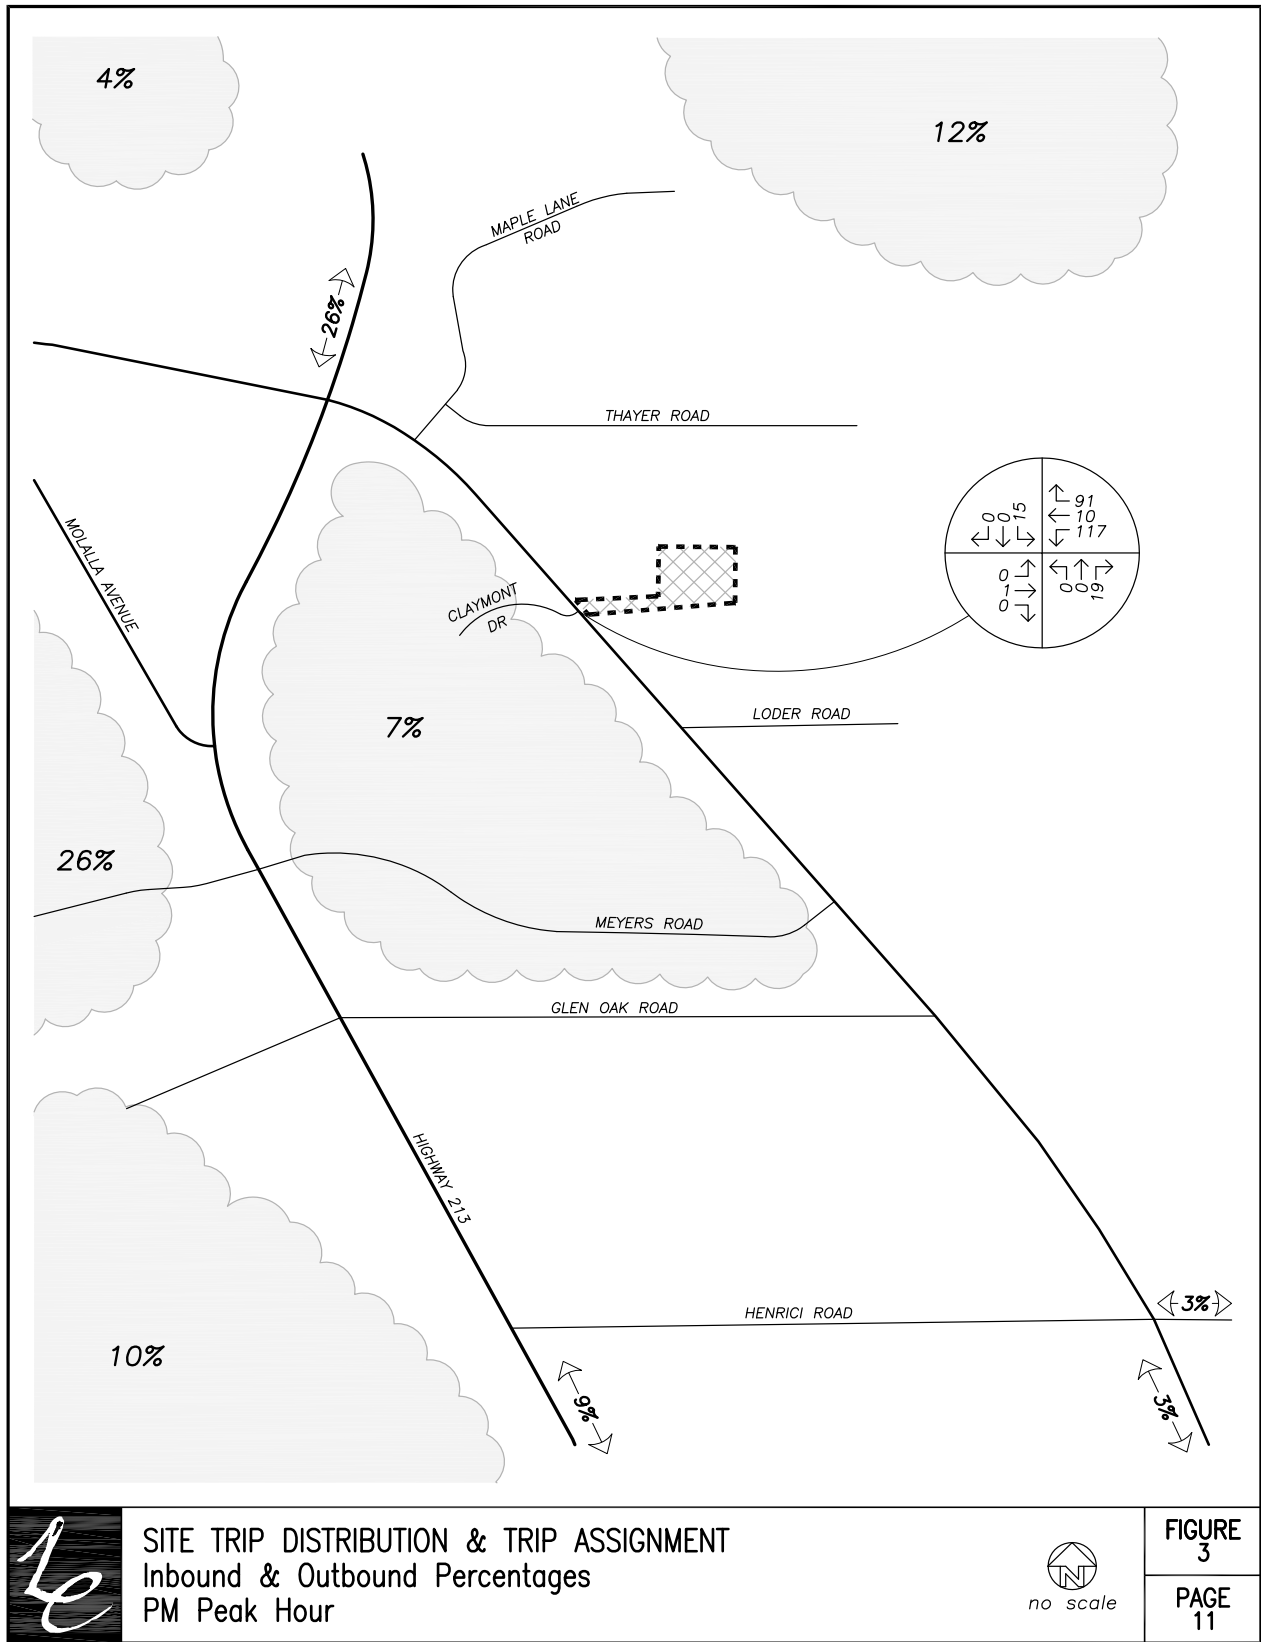 4%
12%
MAPLE LANE
ROAD
26%
THAYER ROAD
MOLALLA AVENUE
0
0
15
91
10
117
0
1
0
0
0
19
CLAYMONT
DR
LODER ROAD
7%
26%
MEYERS ROAD
GLEN OAK ROAD
HIGHWAY 213
3%
HENRICI ROAD
10%
9%
3%
SITE TRIP DISTRIBUTION & TRIP ASSIGNMENT
Inbound & Outbound Percentages
PM Peak Hour
N
no scale
FIGURE
3
PAGE
11